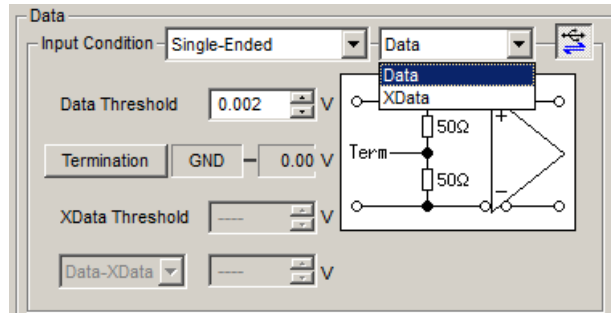 Data
Input Condition Single-Ended Data
Data
XData
Data Threshold 0.002 V
+
50Ω
Termination GND - 0.00 V Term
50Ω
-
XData Threshold ---- V
Data-XData ---- V